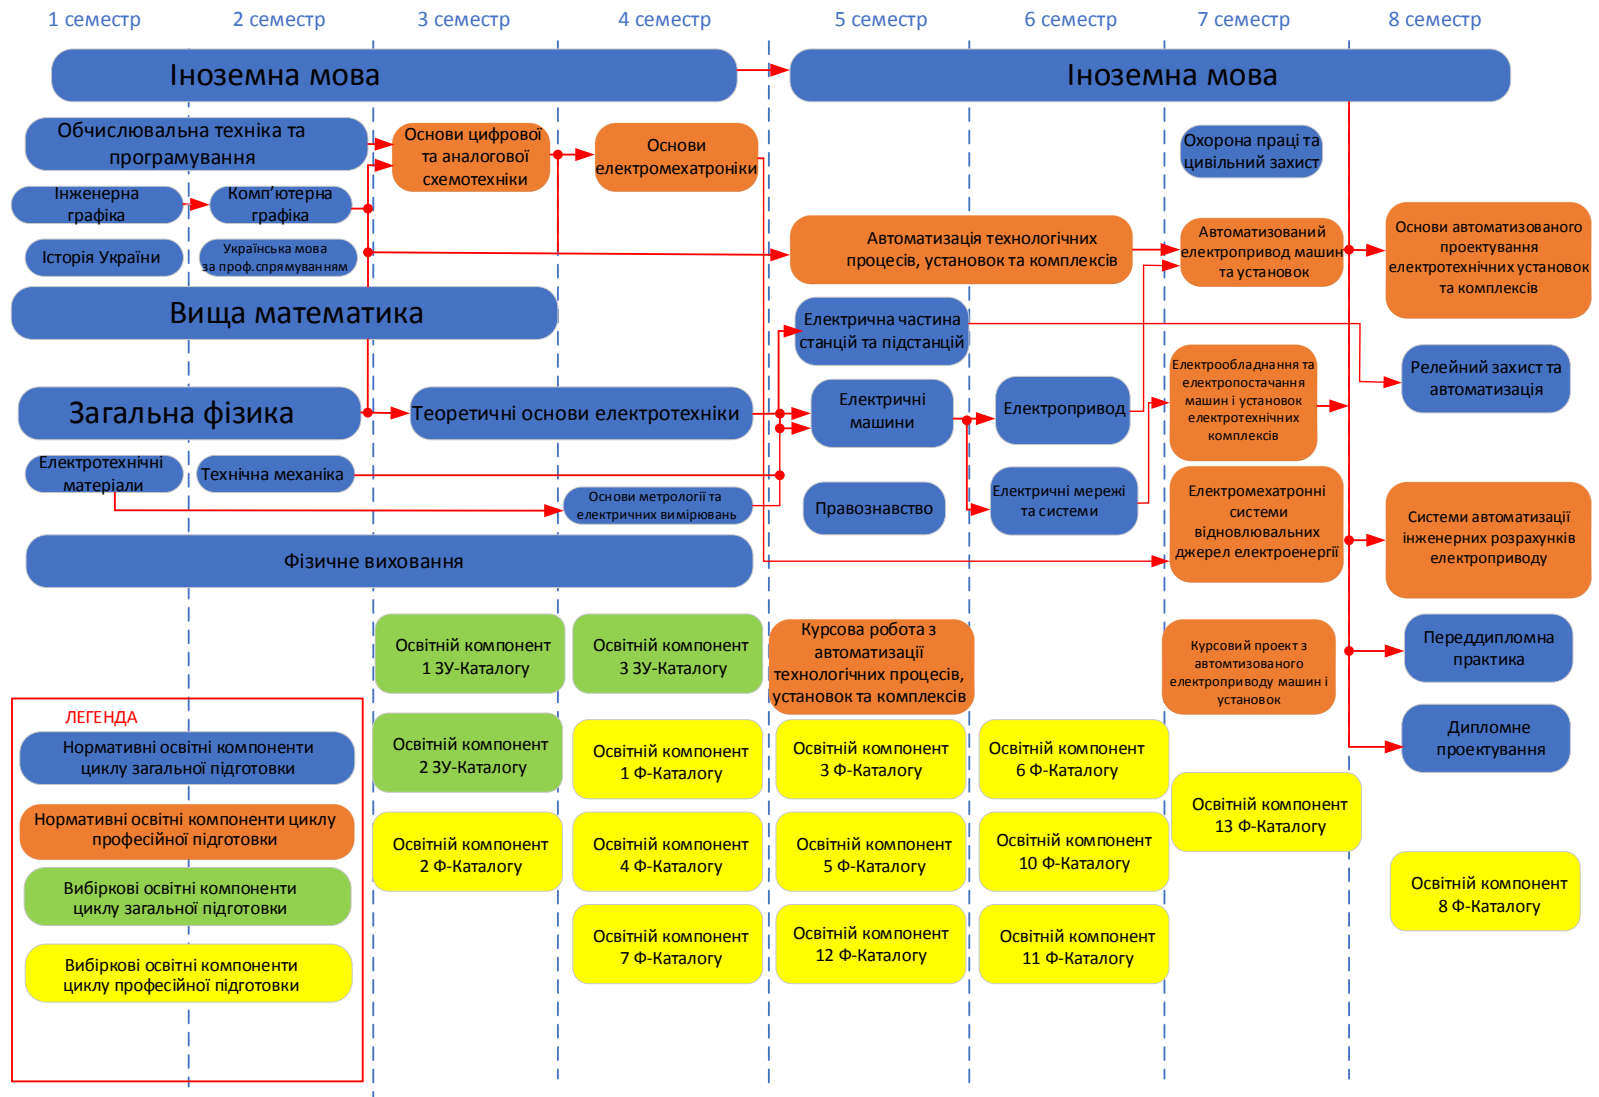 1 семестр
2 семестр
3 семестр
4 семестр
5 семестр
6 семестр
7 семестр
8 семестр
Іноземна мова
Іноземна мова
Обчислювальна техніка та
програмування
Основи цифрової
та аналогової
схемотехніки
Основи
електромехатроніки
Охорона праці та
цивільний захист
Інженерна
графіка
Комп’ютерна
графіка
Історія України
Українська мова
за проф.спрямуванням
Автоматизація технологічних
процесів, установок та комплексів
Автоматизований
електропривод машин
та установок
Основи автоматизованого
проектування
електротехнічних установок
та комплексів
Вища математика
Електрична частина
станцій та підстанцій
Електрообладнання та
електропостачання
машин і установок
електротехнічних
комплексів
Релейний захист та
автоматизація
Загальна фізика
Теоретичні основи електротехніки
Електричні
машини
Електропривод
Електротехнічні
матеріали
Технічна механіка
Основи метрології та
електричних вимірювань
Правознавство
Електричні мережі
та системи
Електромехатронні
системи
відновлювальних
джерел електроенергії
Системи автоматизації
інженерних розрахунків
електроприводу
Фізичне виховання
Освітній компонент
1 ЗУ-Каталогу
Освітній компонент
3 ЗУ-Каталогу
Курсова робота з
автоматизації
технологічних процесів,
установок та комплексів
Курсовий проект з
автомтизованого
електроприводу машин і
установок
Переддипломна
практика
ЛЕГЕНДА
Нормативні освітні компоненти
циклу загальної підготовки
Нормативні освітні компоненти циклу
професійної підготовки
Вибіркові освітні компоненти
циклу загальної підготовки
Вибіркові освітні компоненти
циклу професійної підготовки
Освітній компонент
2 ЗУ-Каталогу
Освітній компонент
1 Ф-Каталогу
Освітній компонент
3 Ф-Каталогу
Освітній компонент
6 Ф-Каталогу
Дипломне
проектування
Освітній компонент
13 Ф-Каталогу
Освітній компонент
2 Ф-Каталогу
Освітній компонент
4 Ф-Каталогу
Освітній компонент
5 Ф-Каталогу
Освітній компонент
10 Ф-Каталогу
Освітній компонент
8 Ф-Каталогу
Освітній компонент
7 Ф-Каталогу
Освітній компонент
12 Ф-Каталогу
Освітній компонент
11 Ф-Каталогу